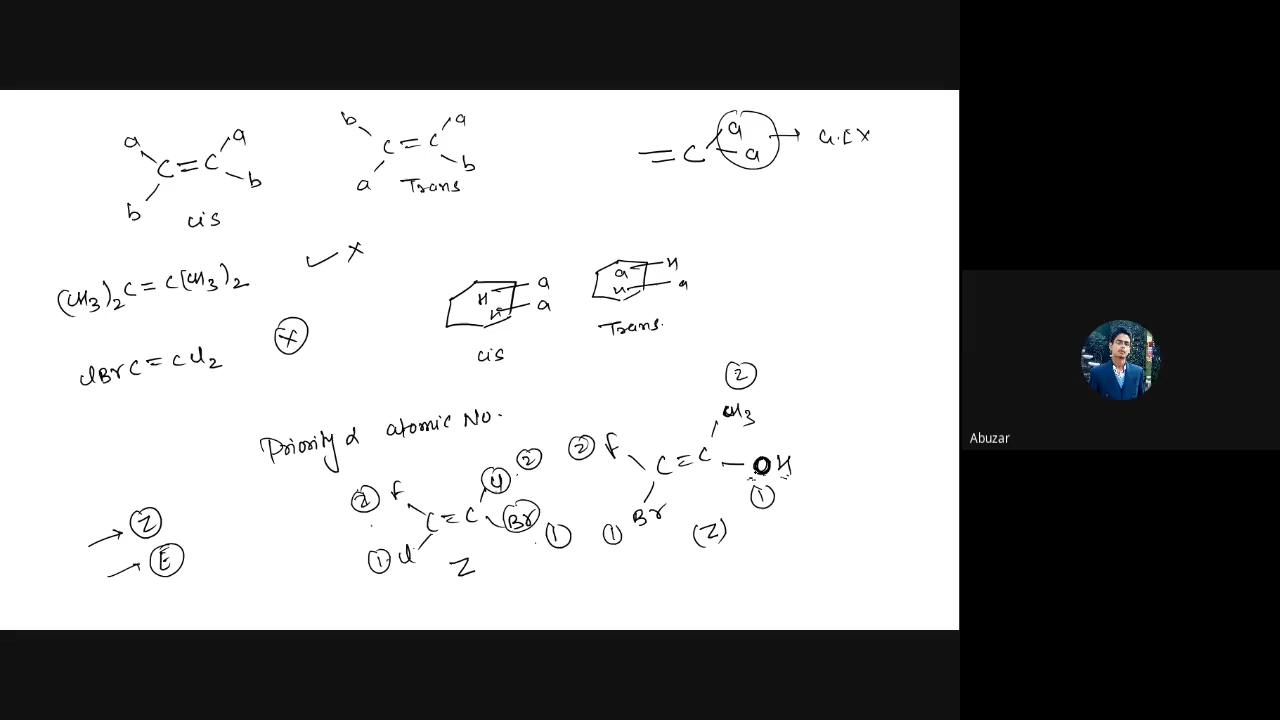 a a
C = C
b b
cis
b a
C = C
a b
Trans
= C a
a → G.I X
(CH3)2C = C(CH3)2 ✓ X
ClBrC = CCl2 X
H a
H a
cis
a H
H a
Trans.
Priority α atomic No.
→ Z
→ E
2 F Cl 2
C = C
1 Cl Br 1
Z
2 F CH3 2
C = C
1 Br OH 1
(Z)
Abuzar